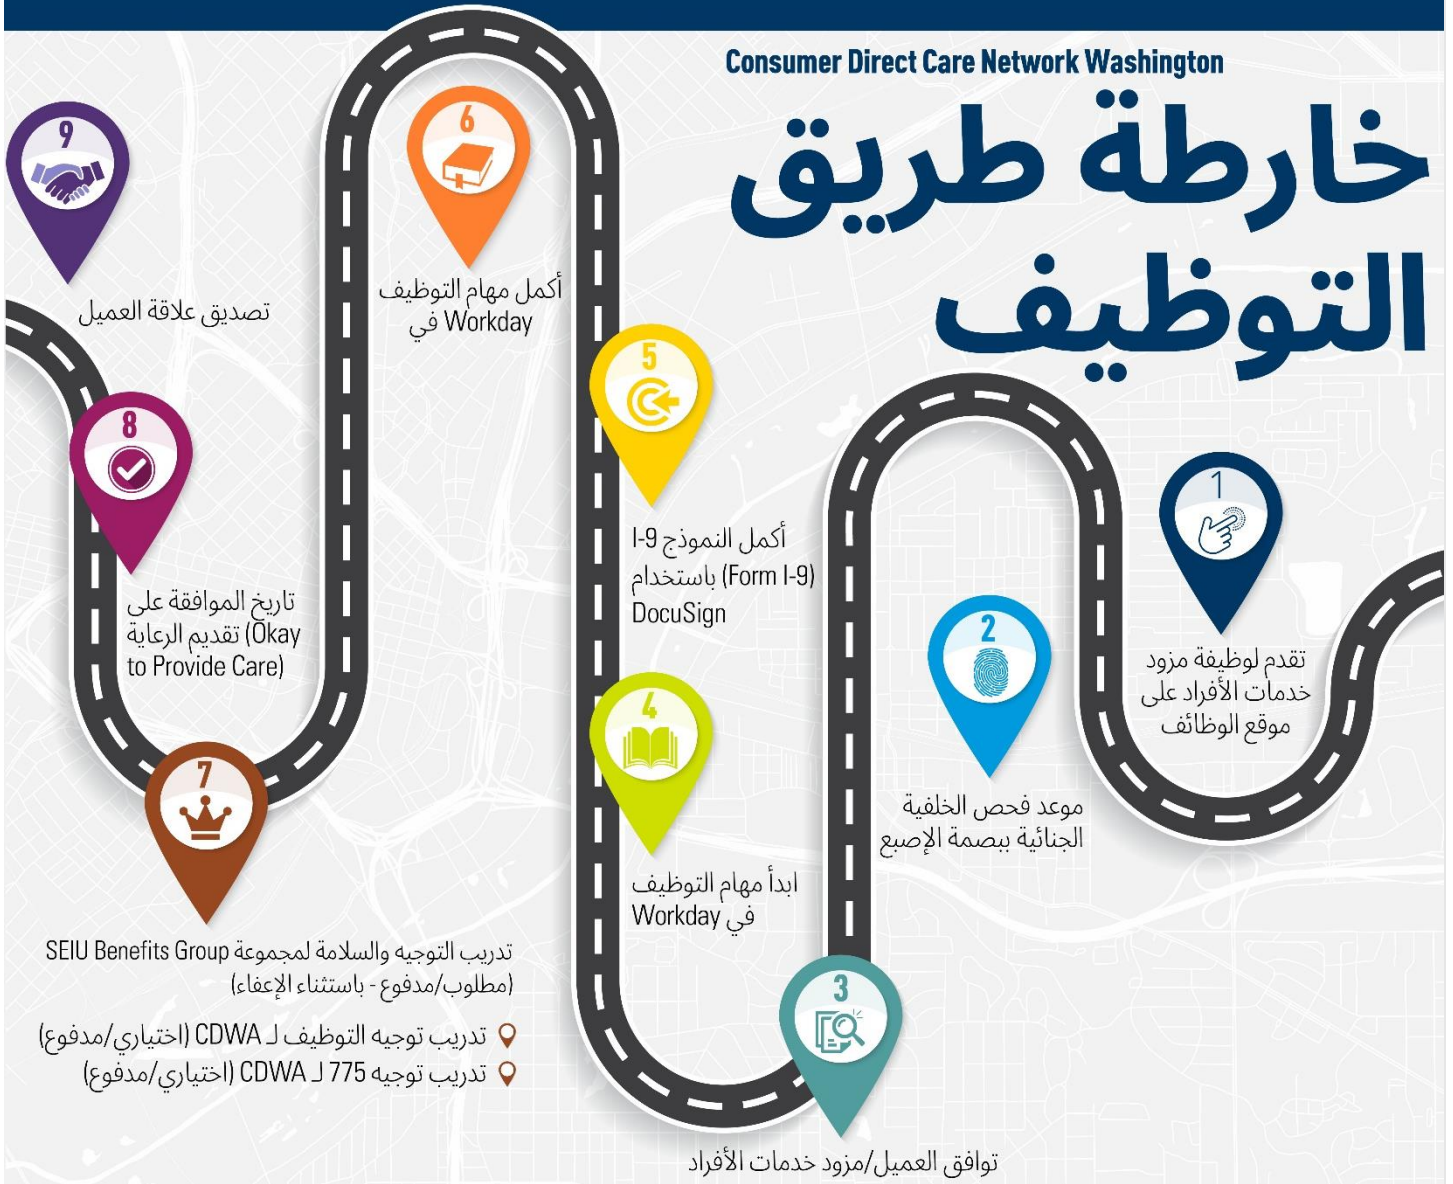 Consumer Direct Care Network Washington
خارطة طريق
التوظيف
1
تقدم لوظيفة مزود
خدمات الأفراد على
موقع الوظائف
2
موعد فحص الخلفية
الجنائية ببصمة الإصبع
3
توافق العميل/مزود خدمات الأفراد
4
ابدأ مهام التوظيف
في Workday
5
أكمل النموذج I-9
(Form I-9) باستخدام
DocuSign
6
أكمل مهام التوظيف
في Workday
7
تدريب التوجيه والسلامة لمجموعة SEIU Benefits Group
(مطلوب/مدفوع - باستثناء الإعفاء)
تدريب توجيه التوظيف لـ CDWA (اختياري/مدفوع)
تدريب توجيه 775 لـ CDWA (اختياري/مدفوع)
8
تاريخ الموافقة على
تقديم الرعاية (Okay
to Provide Care)
9
تصديق علاقة العميل